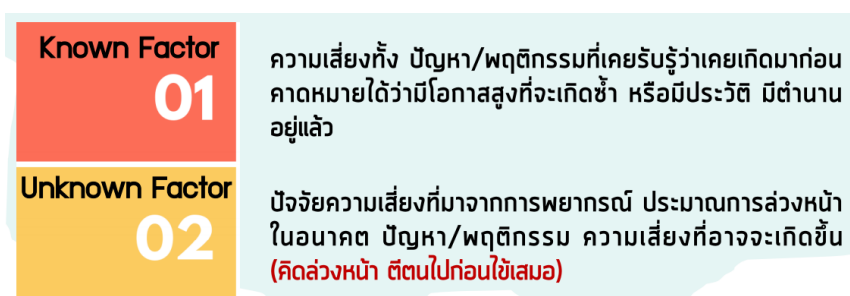 Known Factor
01
ความเสี่ยงทั้ง ปัญหา/พฤติกรรมที่เคยรับรู้ว่าเคยเกิดมาก่อน
คาดหมายได้ว่ามีโอกาสสูงที่จะเกิดซ้ำ หรือมีประวัติ มีตำนาน
อยู่แล้ว
Unknown Factor
02
ปัจจัยความเสี่ยงที่มาจากการพยากรณ์ ประมาณการล่วงหน้า
ในอนาคต ปัญหา/พฤติกรรม ความเสี่ยงที่อาจจะเกิดขึ้น
(คิดล่วงหน้า ตีตนไปก่อนไข้เสมอ)